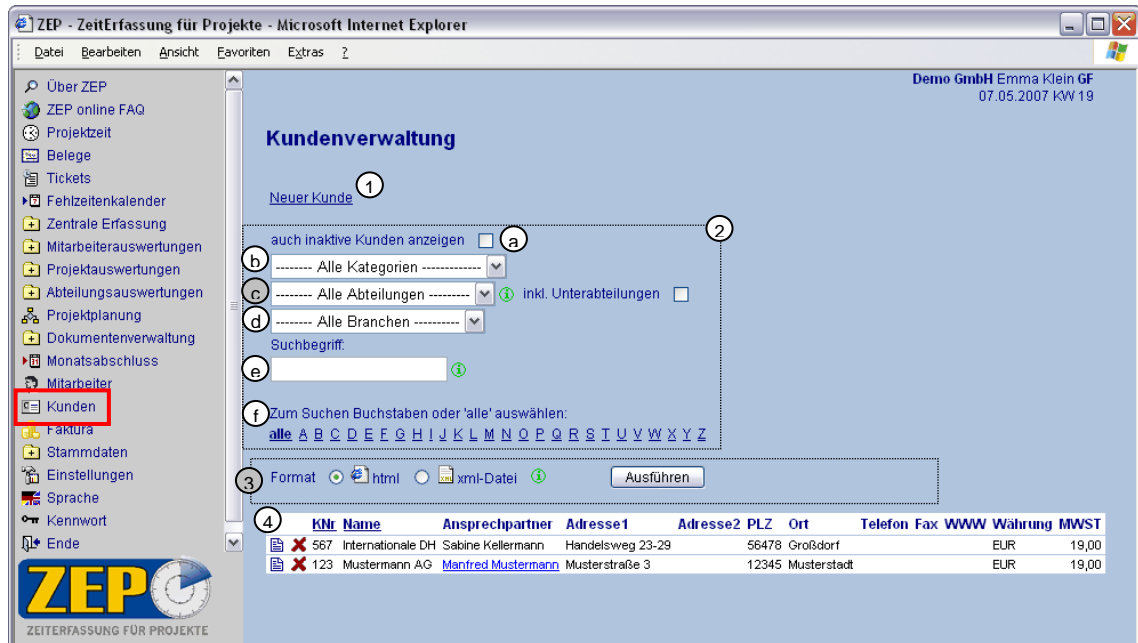 ZEP - ZeitErfassung für Projekte - Microsoft Internet Explorer
Datei Bearbeiten Ansicht Favoriten Extras ?
Über ZEP
ZEP online FAQ
Projektzeit
Belege
Tickets
Fehlzeitenkalender
Zentrale Erfassung
Mitarbeiterauswertungen
Projektauswertungen
Abteilungsauswertungen
Projektplanung
Dokumentenverwaltung
Monatsabschluss
Mitarbeiter
Kunden
Faktura
Stammdaten
Einstellungen
Sprache
Kennwort
Ende
ZEP
ZEITERFASSUNG FÜR PROJEKTE
Demo GmbH Emma Klein GF
07.05.2007 KW 19
Kundenverwaltung
Neuer Kunde 1
2
auch inaktive Kunden anzeigen a
b -------- Alle Kategorien -------------
c -------- Alle Abteilungen --------- inkl. Unterabteilungen
d -------- Alle Branchen ----------
Suchbegriff:
e
f Zum Suchen Buchstaben oder 'alle' auswählen:
alle A B C D E F G H I J K L M N O P Q R S T U V W X Y Z
3 Format html xml-Datei Ausführen
4 KNr Name Ansprechpartner Adresse1 Adresse2 PLZ Ort Telefon Fax WWW Währung MWST
567 Internationale DH Sabine Kellermann Handelsweg 23-29 56478 Großdorf EUR 19,00
123 Mustermann AG Manfred Mustermann Musterstraße 3 12345 Musterstadt EUR 19,00